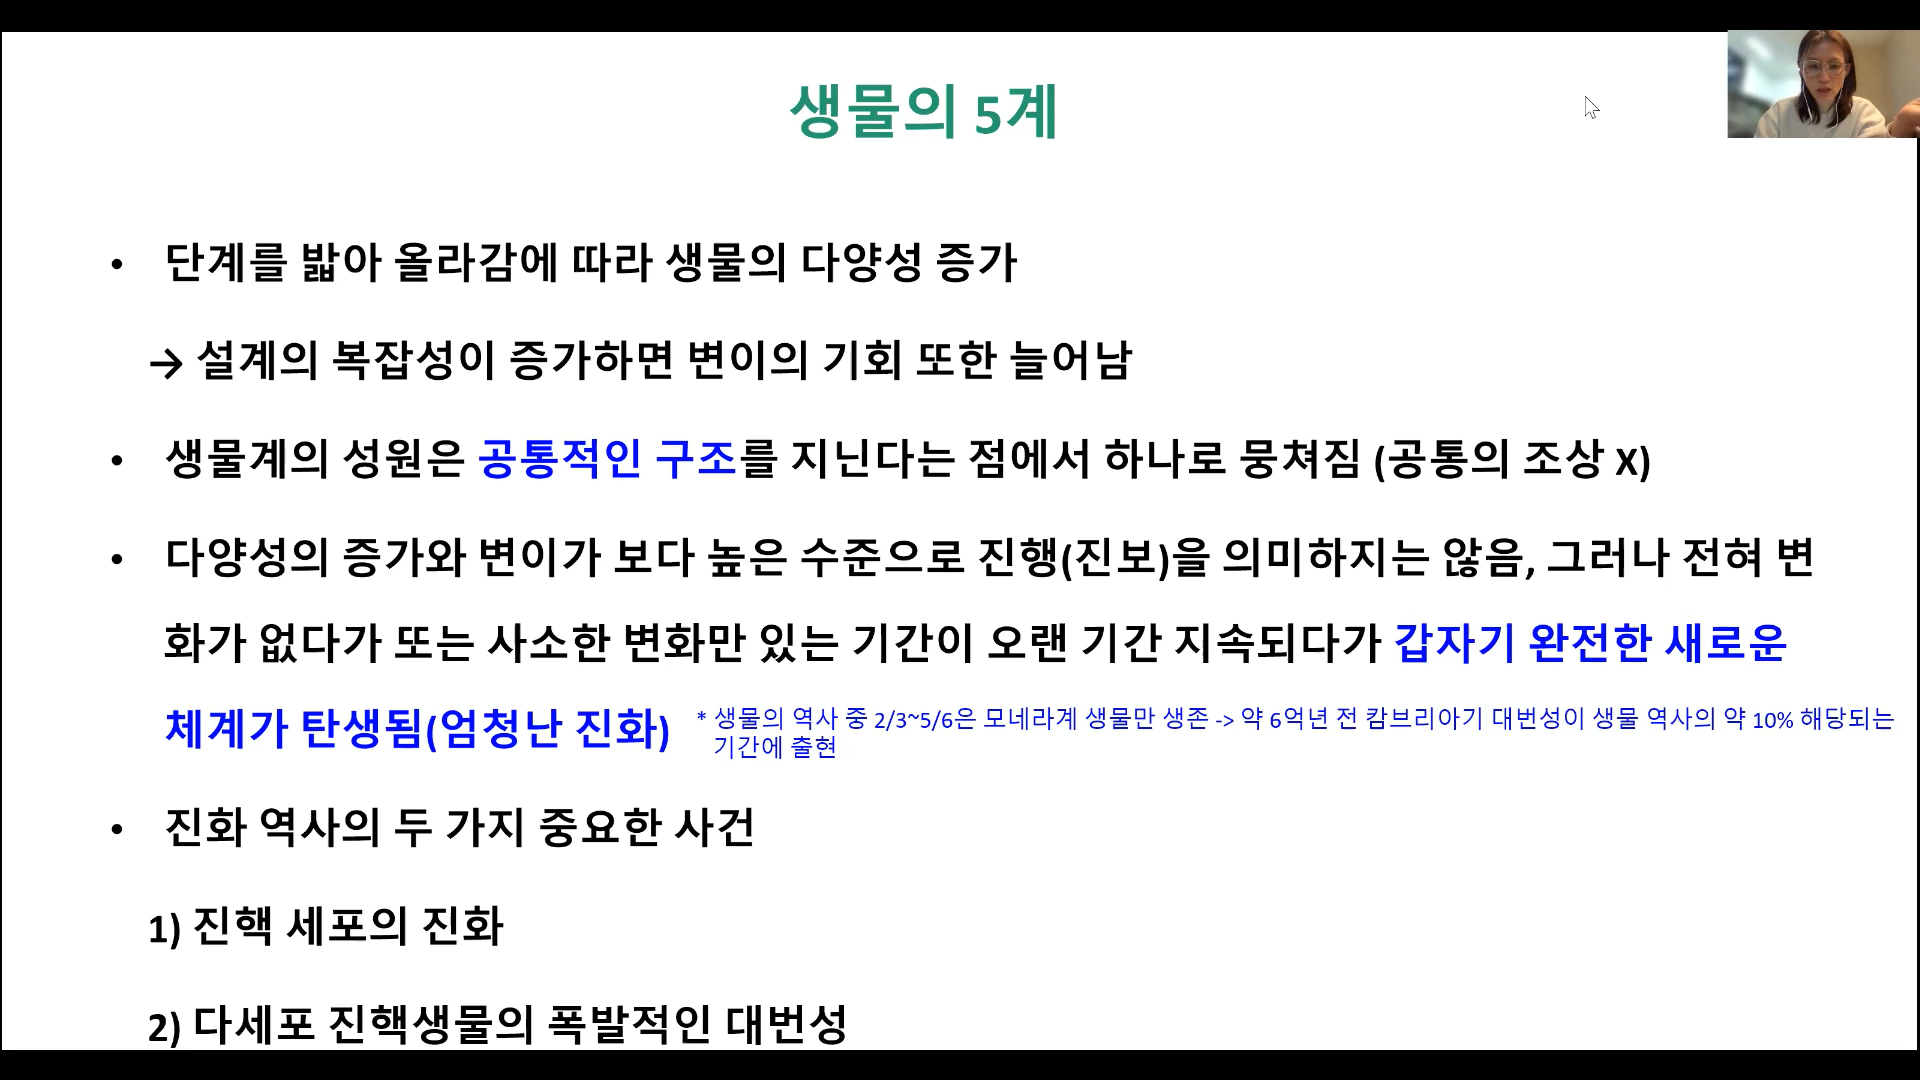 생물의 5계
• 단계를 밟아 올라감에 따라 생물의 다양성 증가
→ 설계의 복잡성이 증가하면 변이의 기회 또한 늘어남
• 생물계의 성원은 공통적인 구조를 지닌다는 점에서 하나로 뭉쳐짐 (공통의 조상 X)
• 다양성의 증가와 변이가 보다 높은 수준으로 진행(진보)을 의미하지는 않음, 그러나 전혀 변
화가 없다가 또는 사소한 변화만 있는 기간이 오랜 기간 지속되다가 갑자기 완전한 새로운
체계가 탄생됨(엄청난 진화)
* 생물의 역사 중 2/3~5/6은 모네라계 생물만 생존 -> 약 6억년 전 캄브리아기 대번성이 생물 역사의 약 10% 해당되는
기간에 출현
• 진화 역사의 두 가지 중요한 사건
1) 진핵 세포의 진화
2) 다세포 진핵생물의 폭발적인 대번성